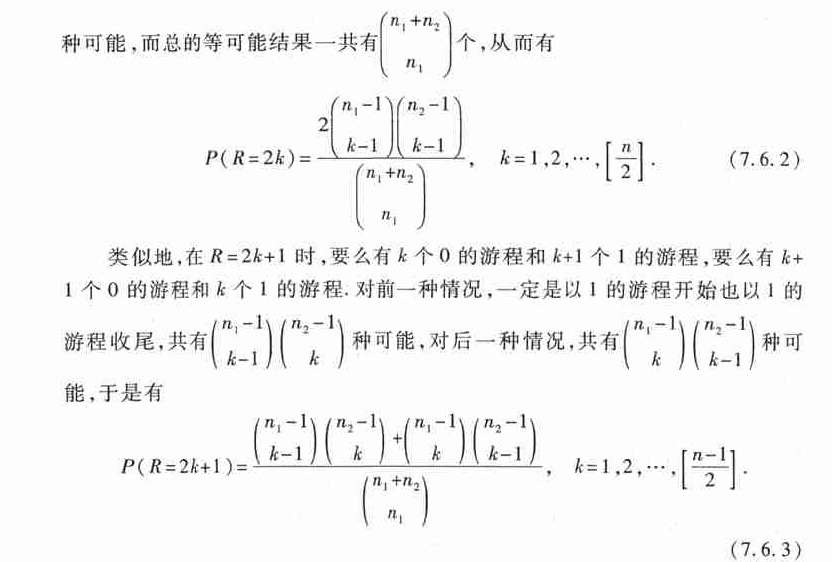 种可能,而总的等可能结果一共有$\binom{n_1+n_2}{n_1}$个,从而有
$P(R=2k)=\dfrac{2\binom{n_1-1}{k-1}\binom{n_2-1}{k-1}}{\binom{n_1+n_2}{n_1}},\quad k=1,2,\cdots,\left[\dfrac{n}{2}\right].$ (7.6.2)
类似地,在 R=2k+1 时,要么有 k 个 0 的游程和 k+1 个 1 的游程,要么有 k+
1 个 0 的游程和 k 个 1 的游程.对前一种情况,一定是以 1 的游程开始也以 1 的
游程收尾,共有$\binom{n_1-1}{k-1}\binom{n_2-1}{k}$种可能,对后一种情况,共有$\binom{n_1-1}{k}\binom{n_2-1}{k-1}$种可
能,于是有
$P(R=2k+1)=\dfrac{\binom{n_1-1}{k-1}\binom{n_2-1}{k}+\binom{n_1-1}{k}\binom{n_2-1}{k-1}}{\binom{n_1+n_2}{n_1}},\quad k=1,2,\cdots,\left[\dfrac{n-1}{2}\right].$
(7.6.3)